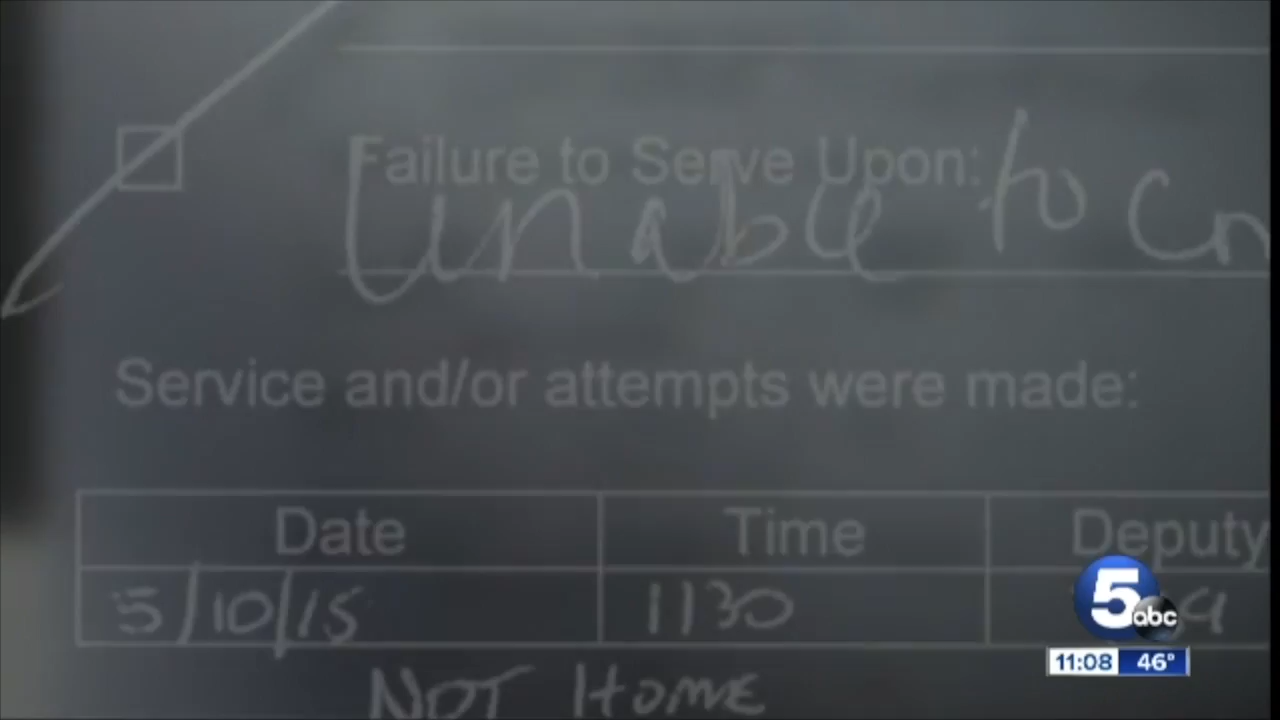 Failure to Serve Upon:
Unable to
Service and/or attempts were made:
Date Time Deputy
5/10/15 1130
NOT HOME
5 abc
11:08 46°